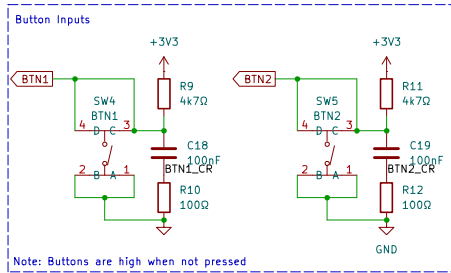 Button Inputs
+3V3
+3V3
BTN1
BTN2
R9
4k7Ω
R11
4k7Ω
SW4
BTN1
SW5
BTN2
4 D C 3
4 D C 3
C18
100nF
C19
100nF
BTN1_CR
BTN2_CR
2 B A 1
2 B A 1
R10
100Ω
R12
100Ω
GND
Note: Buttons are high when not pressed